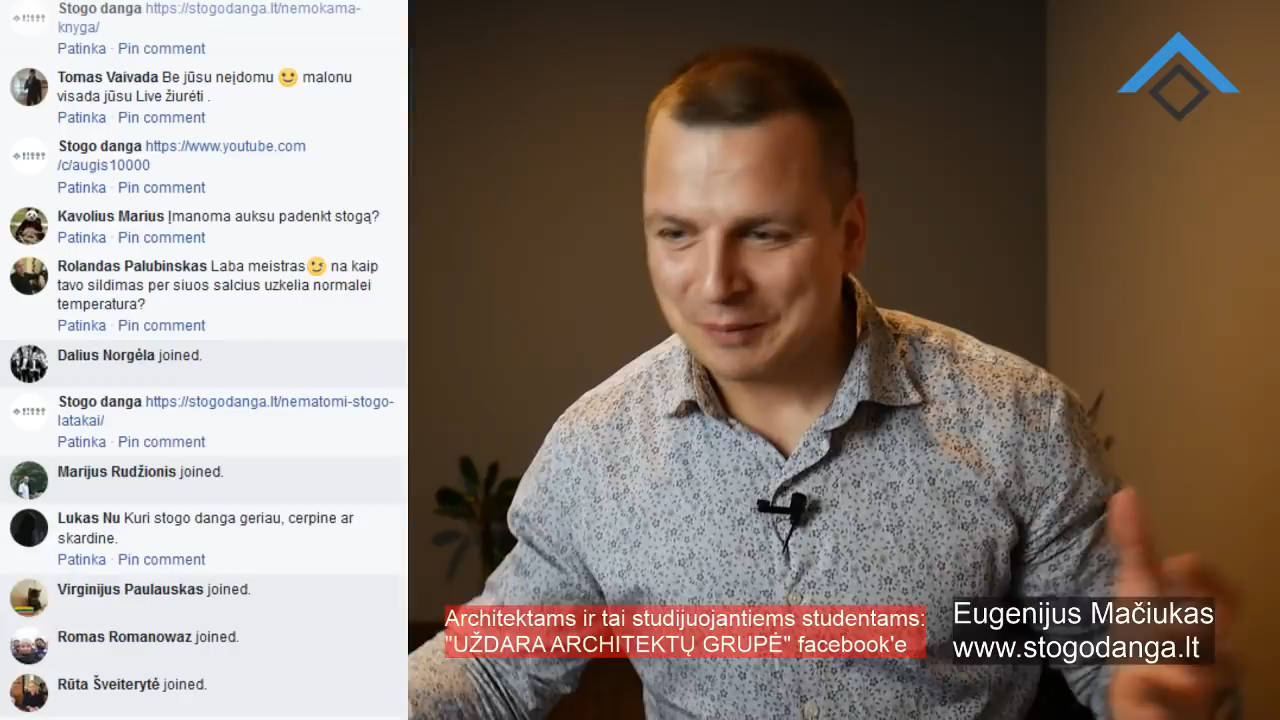 Stogo danga https://stogodanga.lt/nemokama-
knyga/
Patinka · Pin comment
Tomas Vaivada Be jūsu neįdomu 😃 malonu
visada jūsu Live žiurėti .
Patinka · Pin comment
Stogo danga https://www.youtube.com
/c/augis10000
Patinka · Pin comment
Kavolius Marius Įmanoma auksu padenkt stogą?
Patinka · Pin comment
Rolandas Palubinskas Laba meistras😉 na kaip
tavo sildimas per siuos salcius uzkelia normalei
temperatura?
Patinka · Pin comment
Dalius Norgėla joined.
Stogo danga https://stogodanga.lt/nematomi-stogo-
latakai/
Patinka · Pin comment
Marijus Rudžionis joined.
Lukas Nu Kuri stogo danga geriau, cerpine ar
skardine.
Patinka · Pin comment
Virginijus Paulauskas joined.
Romas Romanowaz joined.
Rūta Šveiterytė joined.
Architektams ir tai studijuojantiems studentams:
"UŽDARA ARCHITEKTŲ GRUPĖ" facebook'e
Eugenijus Mačiukas
www.stogodanga.lt